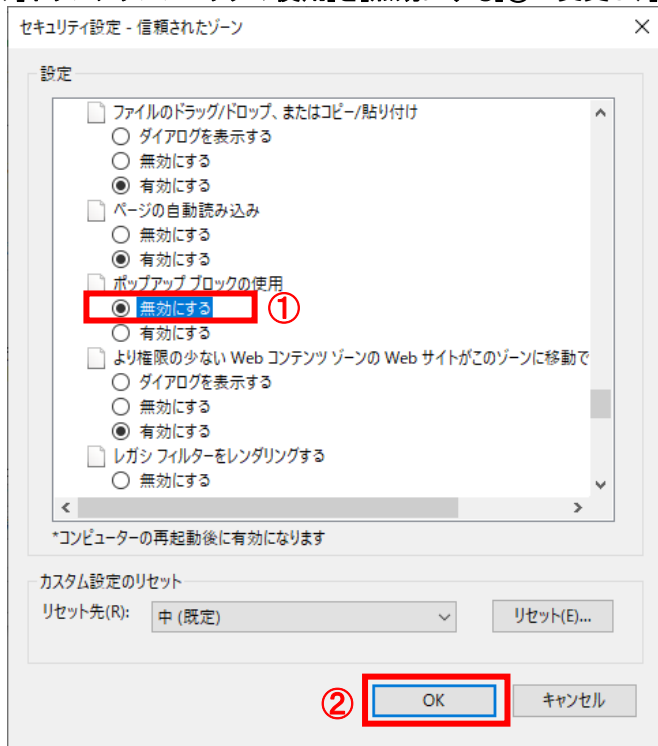 セキュリティ設定 - 信頼されたゾーン
設定
ファイルのドラッグ/ドロップ、またはコピー/貼り付け
ダイアログを表示する
無効にする
有効にする
ページの自動読み込み
無効にする
有効にする
ポップアップ ブロックの使用
無効にする ①
有効にする
より権限の少ない Web コンテンツ ゾーンの Web サイトがこのゾーンに移動で
ダイアログを表示する
無効にする
有効にする
レガシ フィルターをレンダリングする
無効にする
*コンピューターの再起動後に有効になります
カスタム設定のリセット
リセット先(R): 中 (既定) リセット(E)...
② OK キャンセル